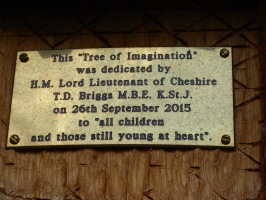 This "Tree of Imagination"
was dedicated by
H.M. Lord Lieutenant of Cheshire
T.D. Briggs M.B.E. K.St.J.
on 26th September 2015
to "all children
and those still young at heart".